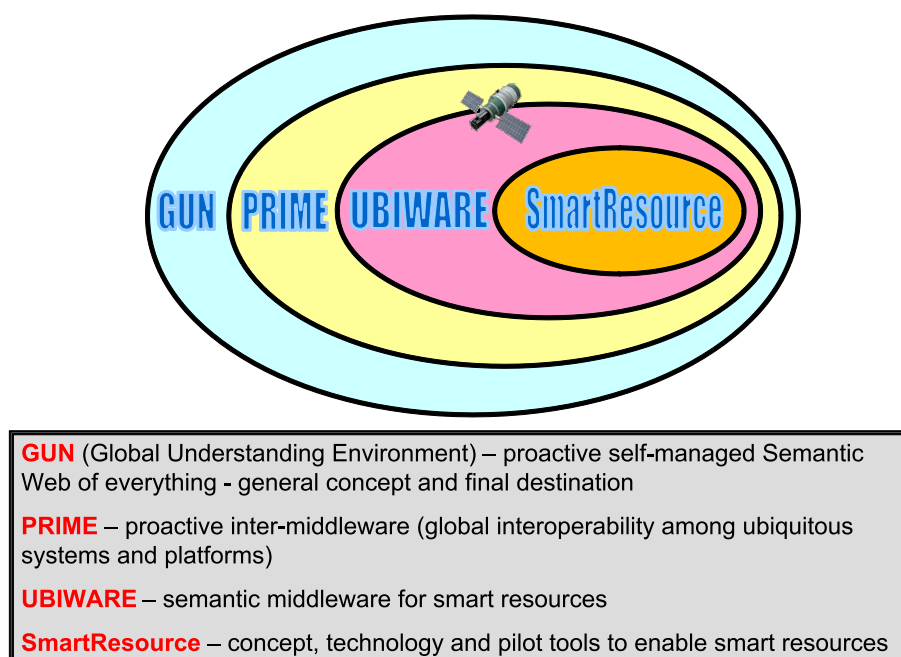 GUN PRIME UBIWARE SmartResource
GUN (Global Understanding Environment) – proactive self-managed Semantic
Web of everything - general concept and final destination
PRIME – proactive inter-middleware (global interoperability among ubiquitous
systems and platforms)
UBIWARE – semantic middleware for smart resources
SmartResource – concept, technology and pilot tools to enable smart resources